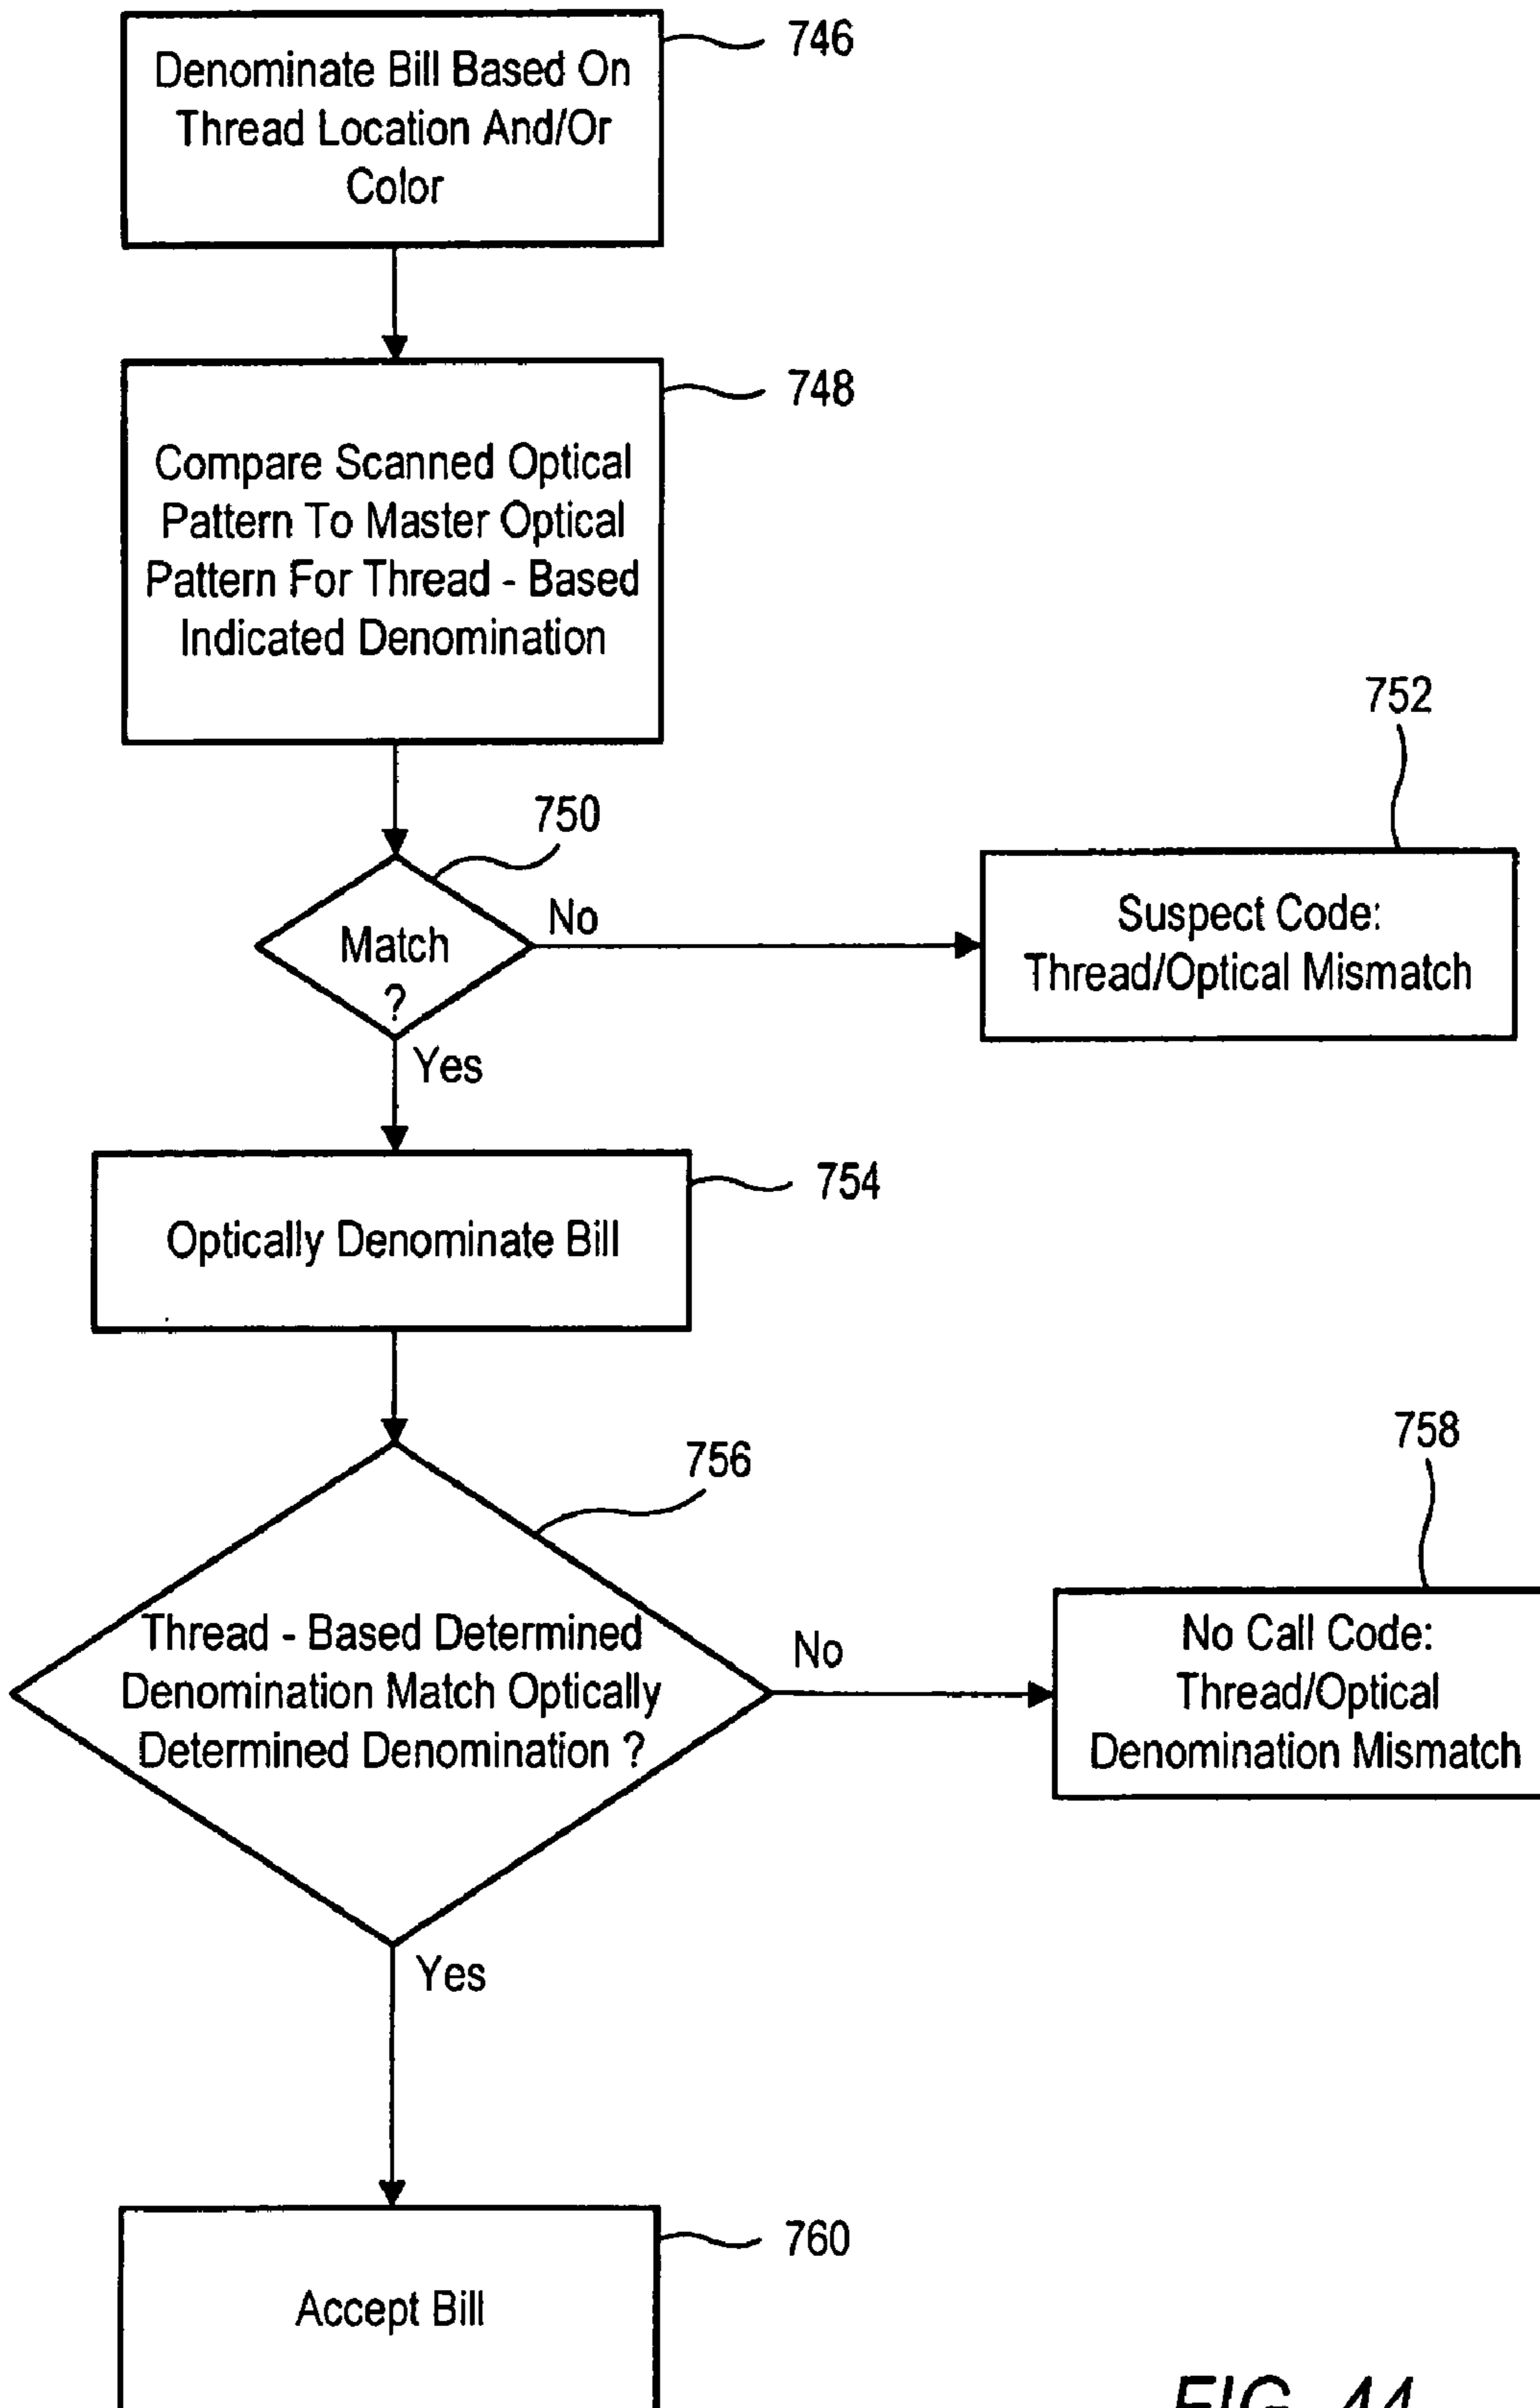 746
Denominate Bill Based On
Thread Location And/Or
Color
748
Compare Scanned Optical
Pattern To Master Optical
Pattern For Thread - Based
Indicated Denomination
750
Match
?
No
Yes
752
Suspect Code:
Thread/Optical Mismatch
754
Optically Denominate Bill
756
Thread - Based Determined
Denomination Match Optically
Determined Denomination ?
No
Yes
758
No Call Code:
Thread/Optical
Denomination Mismatch
760
Accept Bill
FIG. 44